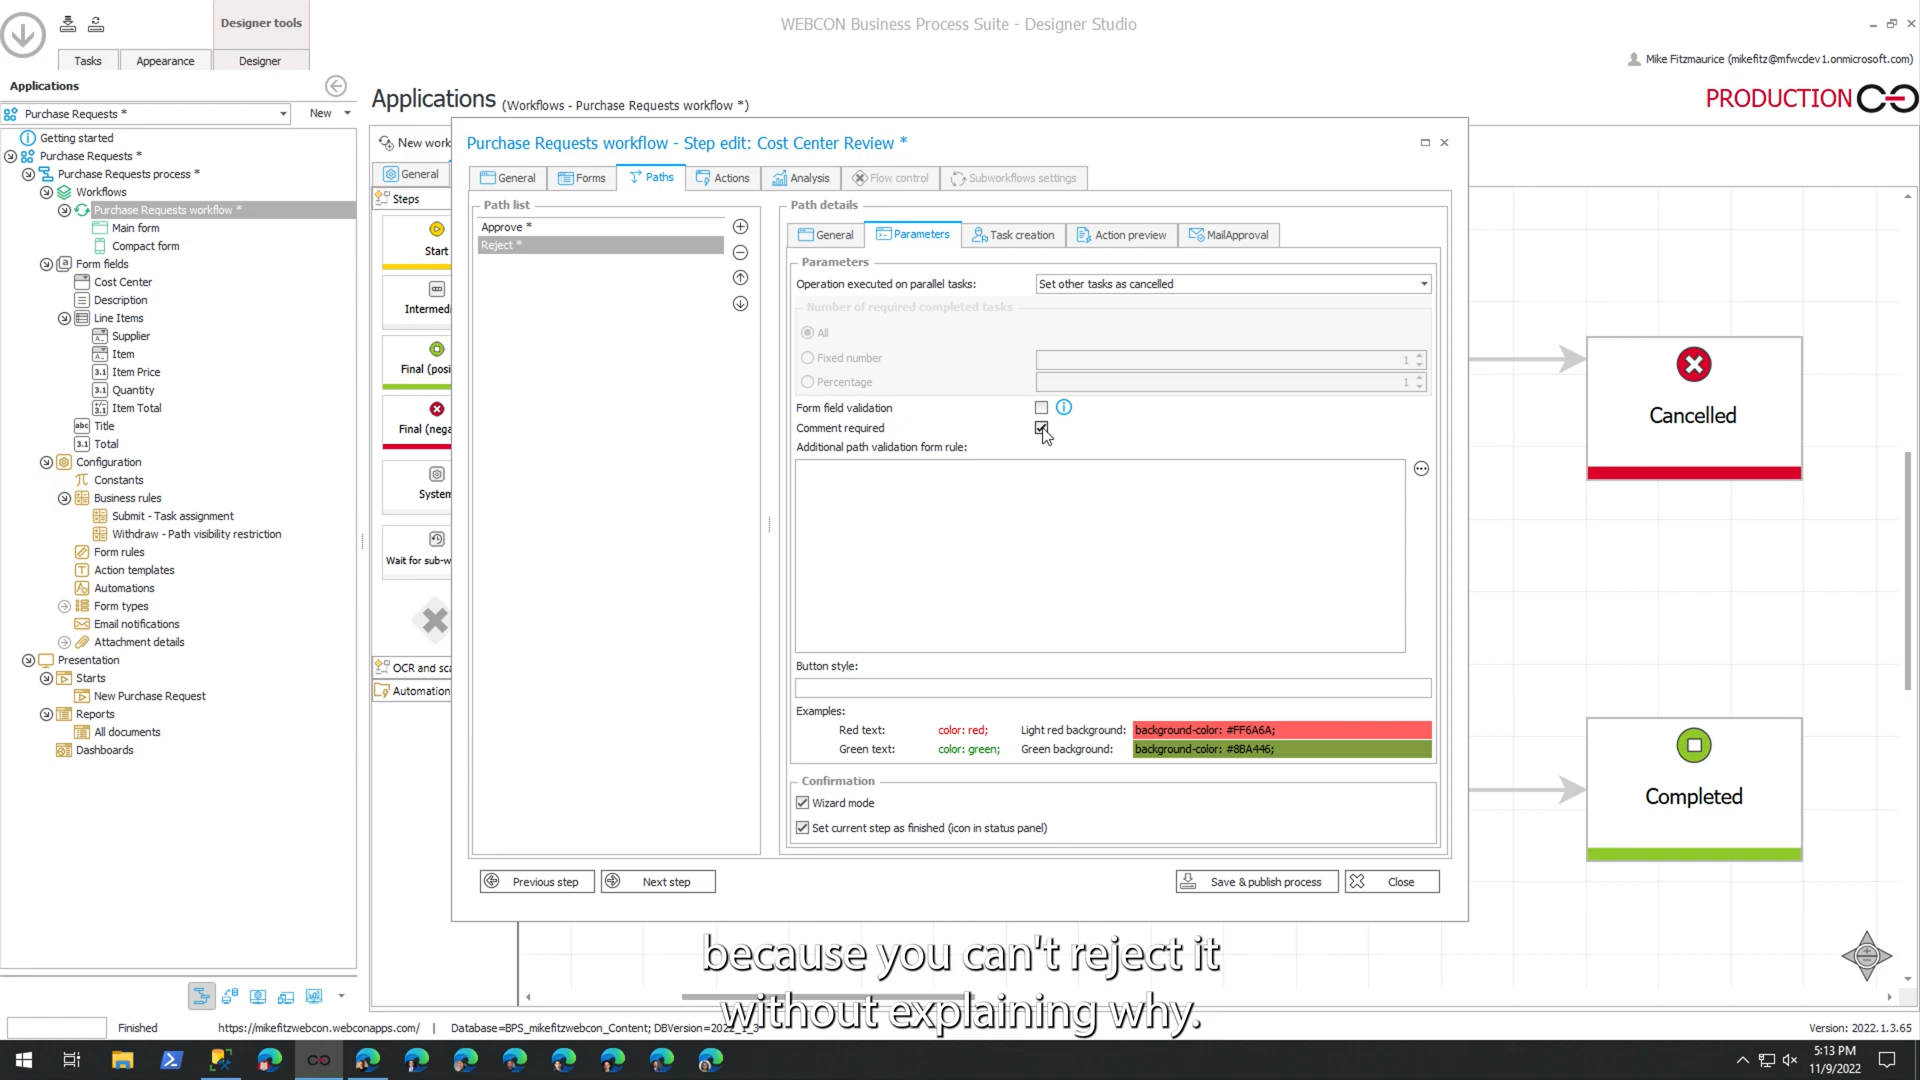 Designer tools
WEBCON Business Process Suite - Designer Studio
Tasks
Appearance
Designer
Mike Fitzmaurice (mikefitz@mfwcdev1.onmicrosoft.com)
Applications
Purchase Requests *
New
Applications (Workflows - Purchase Requests workflow *)
PRODUCTION
Getting started
Purchase Requests *
Purchase Requests process *
Workflows
Purchase Requests workflow *
Main form
Compact form
Form fields
Cost Center
Description
Line Items
Supplier
Item
Item Price
Quantity
Item Total
Title
Total
Configuration
Constants
Business rules
Submit - Task assignment
Withdraw - Path visibility restriction
Form rules
Action templates
Automations
Form types
Email notifications
Attachment details
Presentation
Starts
New Purchase Request
Reports
All documents
Dashboards
New work
General
Steps
Start
Intermedi
Final (posi
Final (nega
System
Wait for sub-w
OCR and sca
Automation
Purchase Requests workflow - Step edit: Cost Center Review *
General
Forms
Paths
Actions
Analysis
Flow control
Subworkflows settings
Path list
Approve *
Reject *
Path details
General
Parameters
Task creation
Action preview
MailApproval
Parameters
Operation executed on parallel tasks:
Set other tasks as cancelled
Number of required completed tasks
All
Fixed number
1
Percentage
1
Form field validation
Comment required
Additional path validation form rule:
Button style:
Examples:
Red text:
color: red;
Light red background:
background-color: #FF6A6A;
Green text:
color: green;
Green background:
background-color: #8BA446;
Confirmation
Wizard mode
Set current step as finished (icon in status panel)
Previous step
Next step
Save & publish process
Close
Cancelled
Completed
because you can't reject it
without explaining why.
Finished
https://mikefitzwebcon.webconapps.com/
|
Database=BPS_mikefitzwebcon_Content; DBVersion=2022_1_3
Version: 2022.1.3.65
5:13 PM
11/9/2022